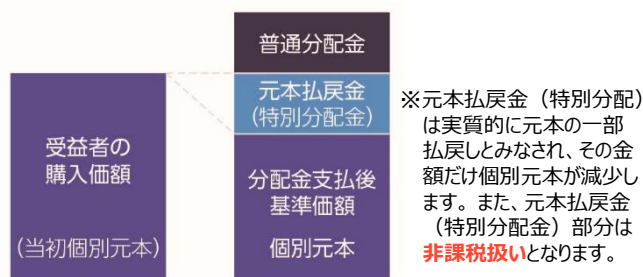 普通分配金
元本払戻金
(特別分配金)
受益者の
購入価額
(当初個別元本)
分配金支払後
基準価額
個別元本
※元本払戻金（特別分配）
は実質的に元本の一部
払戻しとみなされ、その金
額だけ個別元本が減少し
ます。また、元本払戻金
（特別分配金）部分は
非課税扱いとなります。